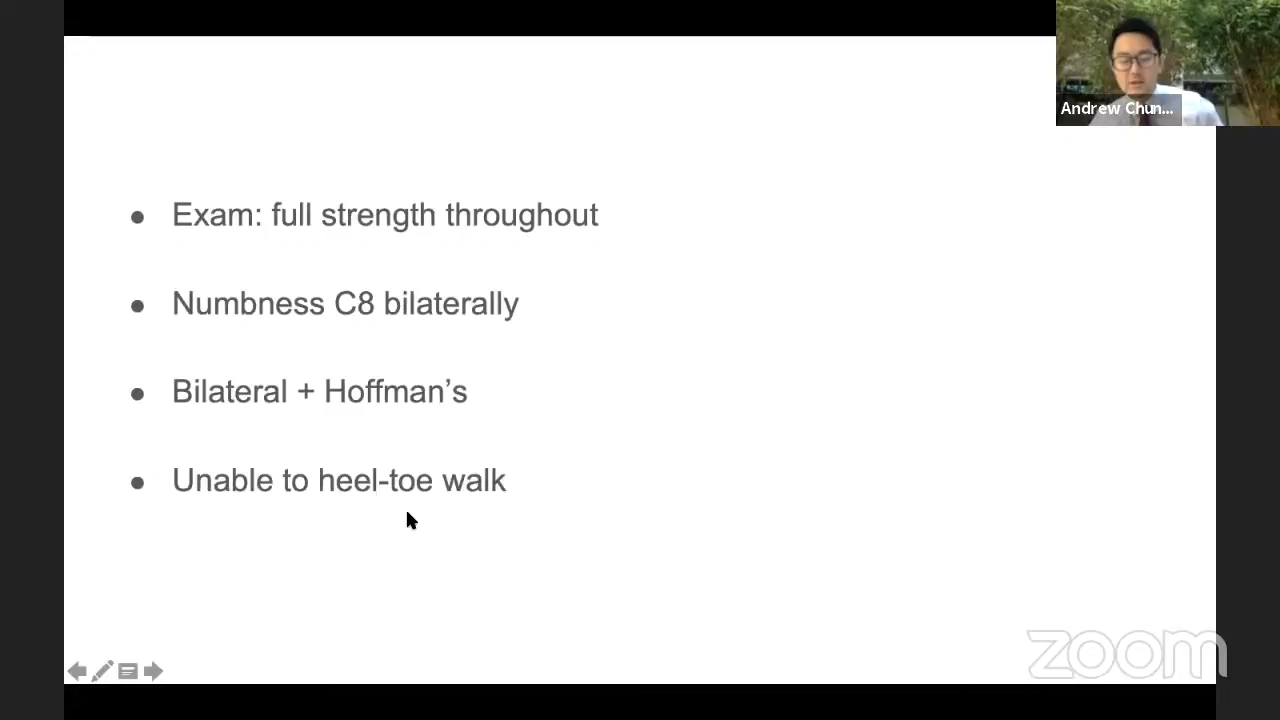 Andrew Chun...
● Exam: full strength throughout
● Numbness C8 bilaterally
● Bilateral + Hoffman’s
● Unable to heel-toe walk
zoom